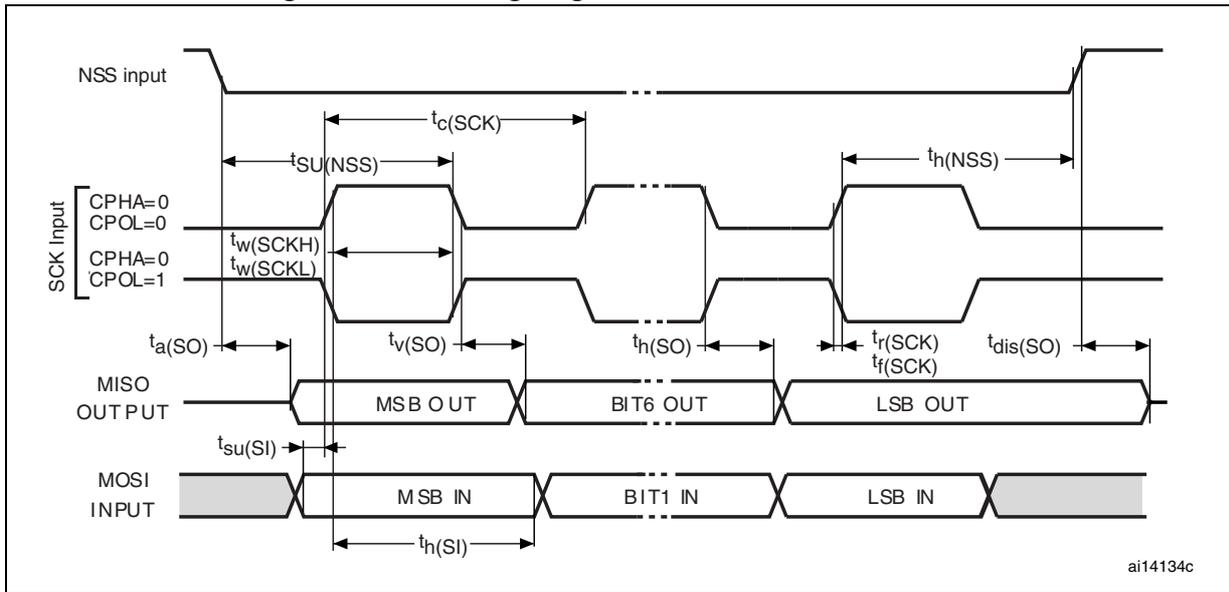 NSS input
tc(SCK)
tSU(NSS)
th(NSS)
SCK Input
CPHA=0
CPOL=0
tw(SCKH)
CPHA=0
tw(SCKL)
CPOL=1
ta(SO)
tv(SO)
th(SO)
tr(SCK)
tf(SCK)
tdis(SO)
MISO
OUTPUT
MSB OUT
BIT6 OUT
LSB OUT
tsu(SI)
MOSI
INPUT
MSB IN
BIT1 IN
LSB IN
th(SI)
ai14134c